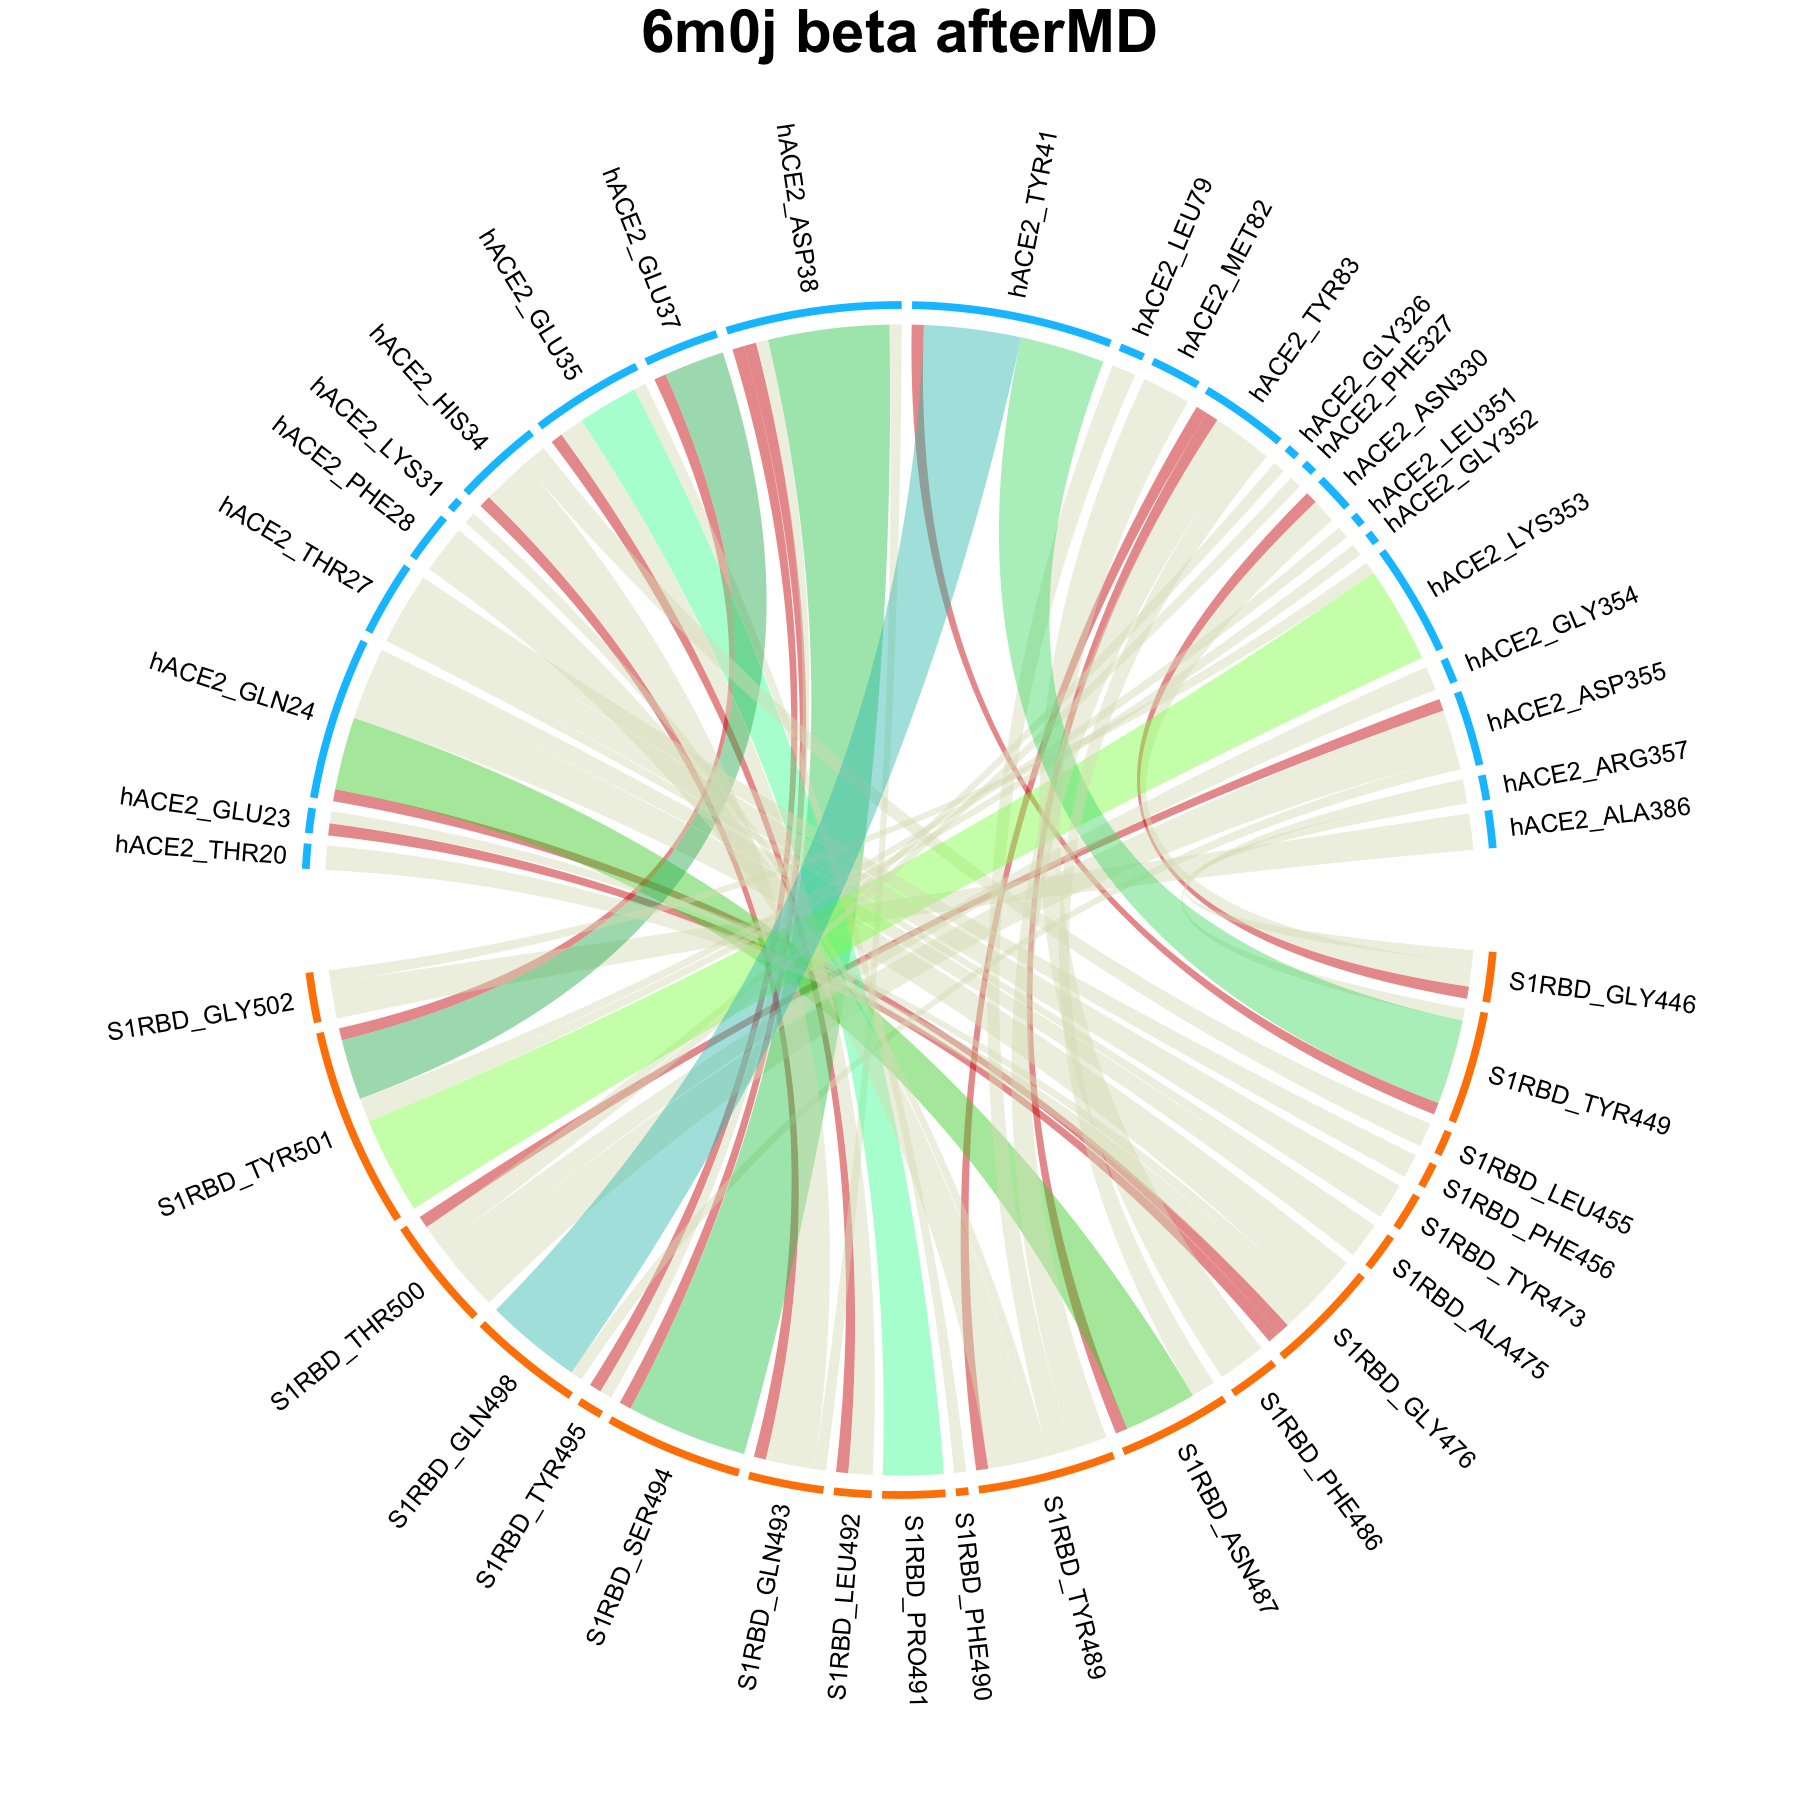 6m0j beta afterMD
hACE2_THR20
hACE2_GLU23
hACE2_GLN24
hACE2_THR27
hACE2_PHE28
hACE2_LYS31
hACE2_HIS34
hACE2_GLU35
hACE2_GLU37
hACE2_ASP38
hACE2_TYR41
hACE2_LEU79
hACE2_MET82
hACE2_TYR83
hACE2_GLY326
hACE2_PHE327
hACE2_ASN330
hACE2_LEU351
hACE2_GLY352
hACE2_LYS353
hACE2_GLY354
hACE2_ASP355
hACE2_ARG357
hACE2_ALA386
S1RBD_GLY446
S1RBD_TYR449
S1RBD_LEU455
S1RBD_PHE456
S1RBD_TYR473
S1RBD_ALA475
S1RBD_GLY476
S1RBD_PHE486
S1RBD_ASN487
S1RBD_TYR489
S1RBD_PHE490
S1RBD_PRO491
S1RBD_LEU492
S1RBD_GLN493
S1RBD_SER494
S1RBD_TYR495
S1RBD_GLN498
S1RBD_THR500
S1RBD_TYR501
S1RBD_GLY502